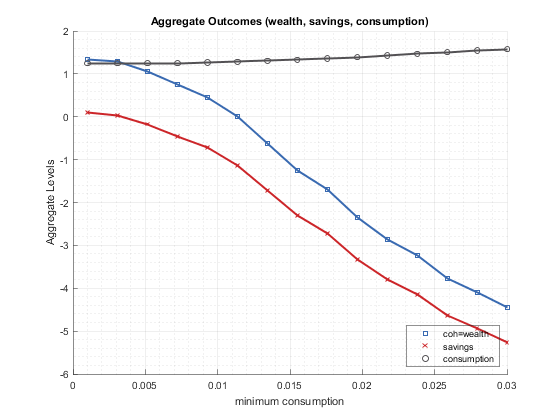 Aggregate Outcomes (wealth, savings, consumption)
Aggrogate Levels
2
1
0
-1
-2
-3
-4
-5
-6
0
0.005
0.01
0.015
0.02
0.025
0.03
minimum consumption
coh=wealth
savings
consumption